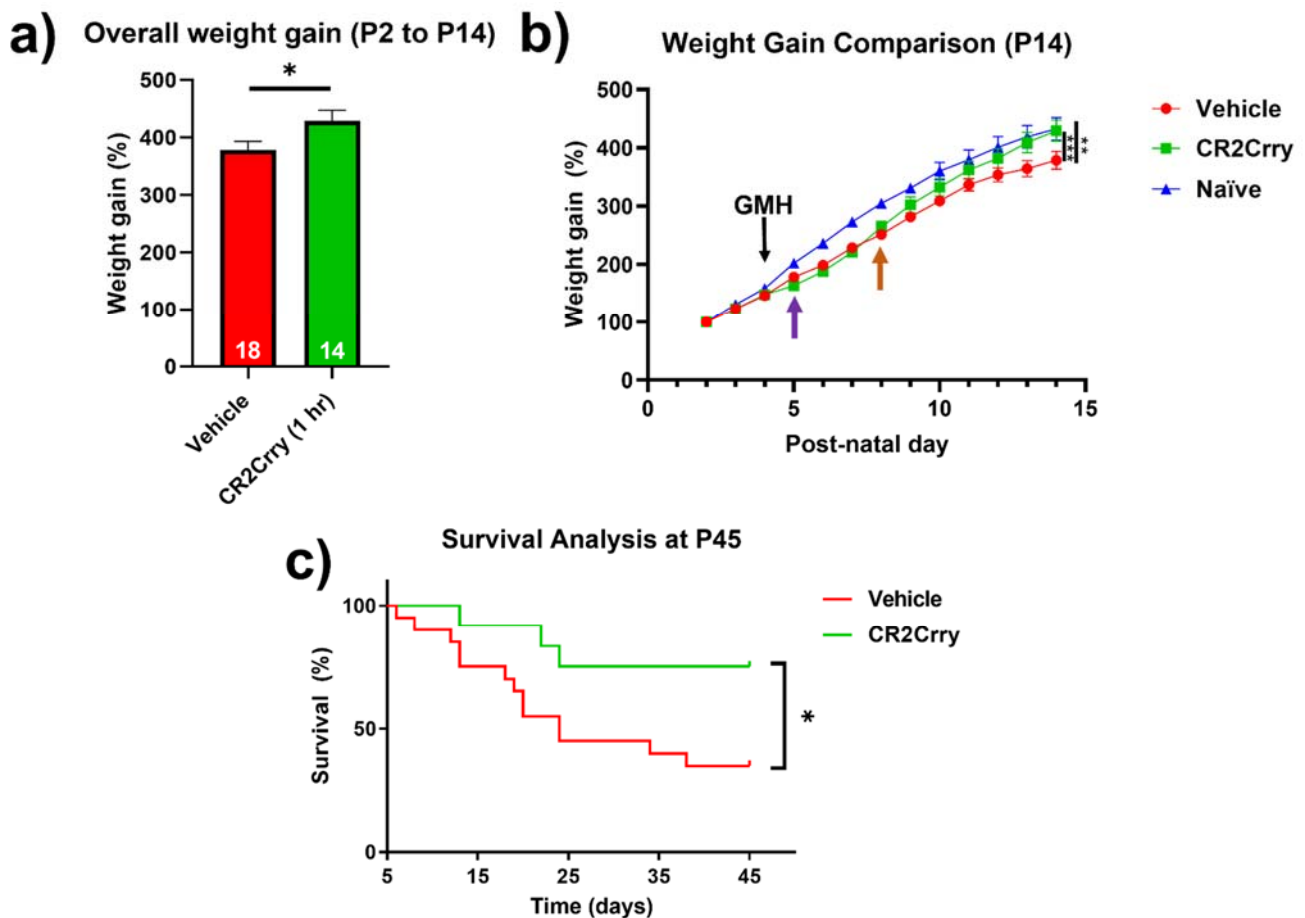 a)
Overall weight gain (P2 to P14)
*
Weight gain (%)
500
400
300
200
100
0
18
14
Vehicle
CR2Crry (1 hr)
b)
Weight Gain Comparison (P14)
Weight gain (%)
500
400
300
200
100
0
GMH
***
**
0
5
10
15
Post-natal day
Vehicle
CR2Crry
Naïve
c)
Survival Analysis at P45
Survival (%)
100
50
0
5
15
25
35
45
Time (days)
Vehicle
CR2Crry
*